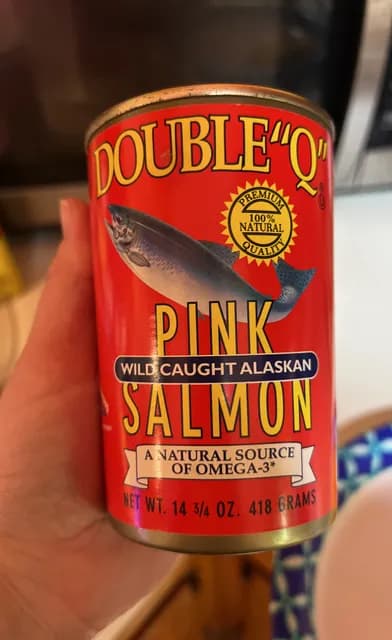 DOUBLE "Q"®
PREMIUM
100%
NATURAL
QUALITY
PINK
WILD CAUGHT ALASKAN
SALMON
A NATURAL SOURCE
OF OMEGA-3*
NET WT. 14 3/4 OZ. 418 GRAMS